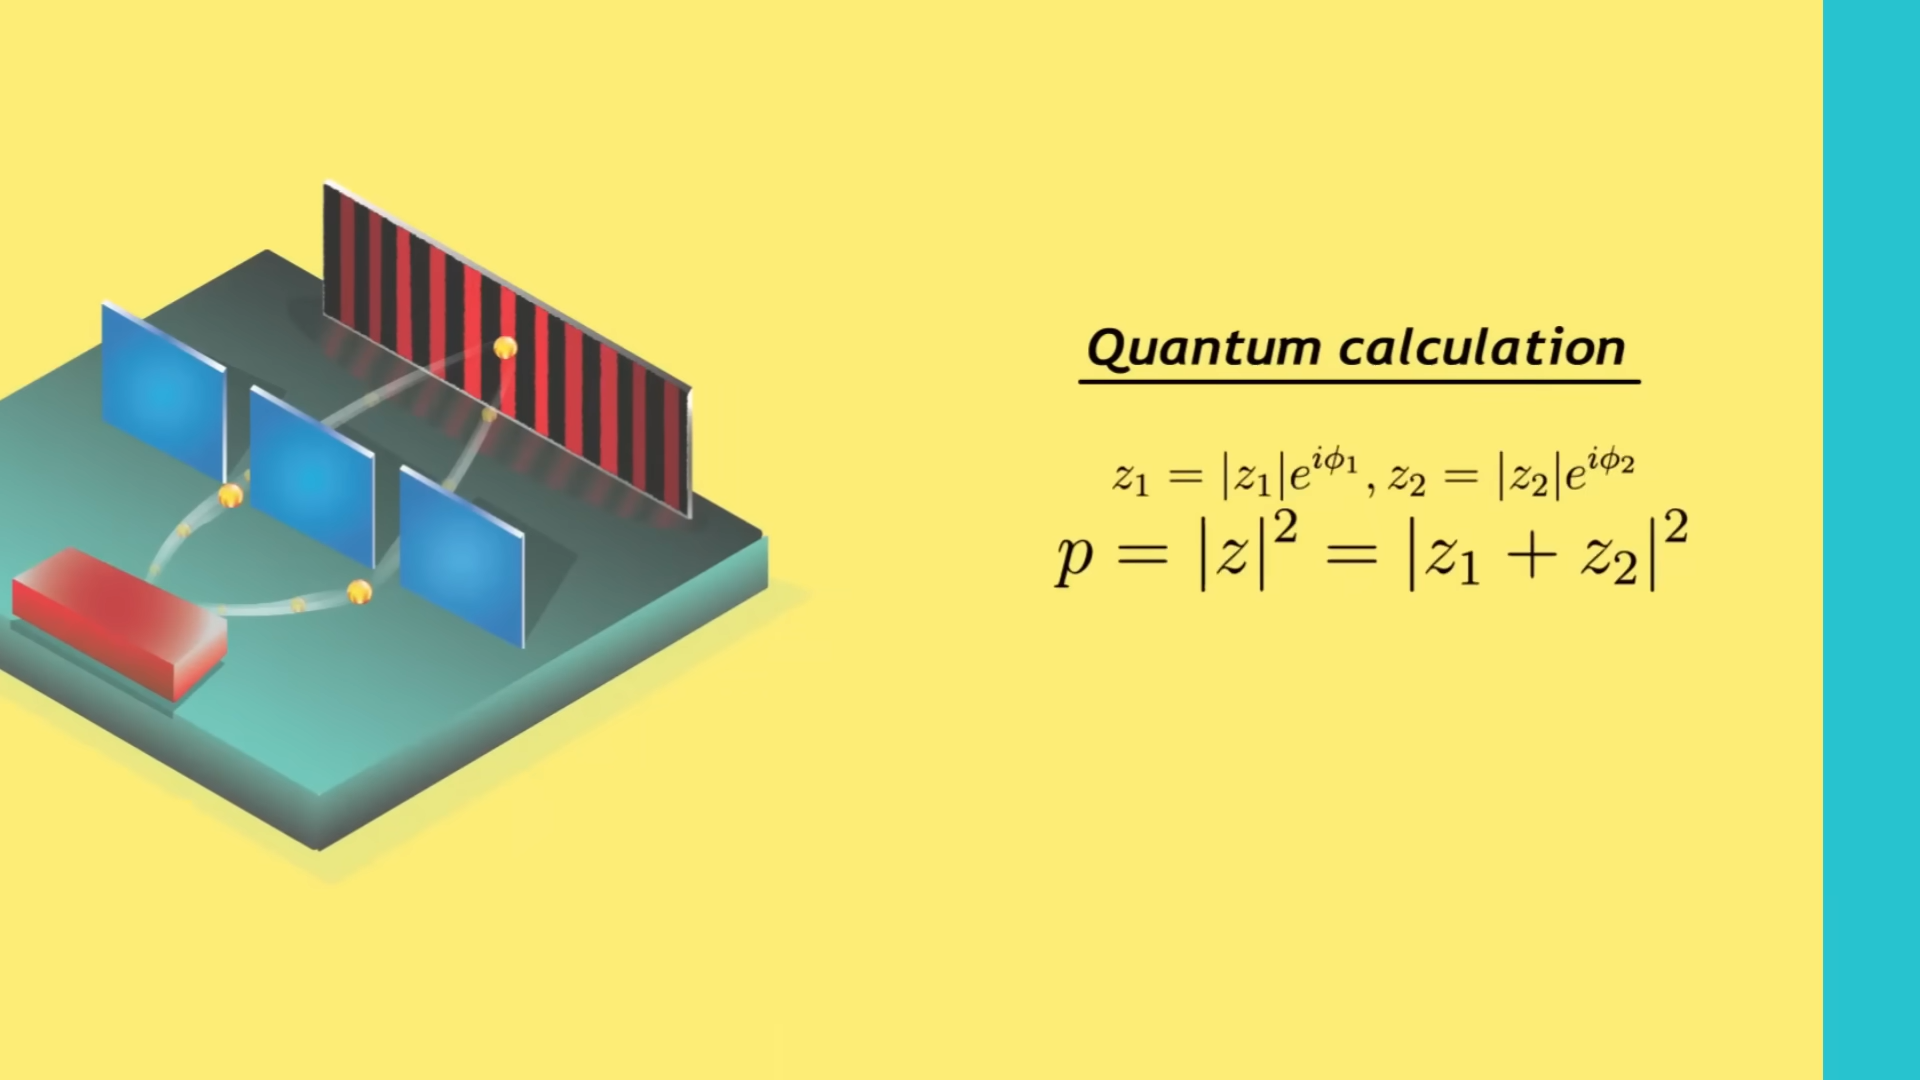 Quantum calculation
z₁ = |z₁|e^{iϕ₁}, z₂ = |z₂|e^{iϕ₂}
p = |z|² = |z₁ + z₂|²